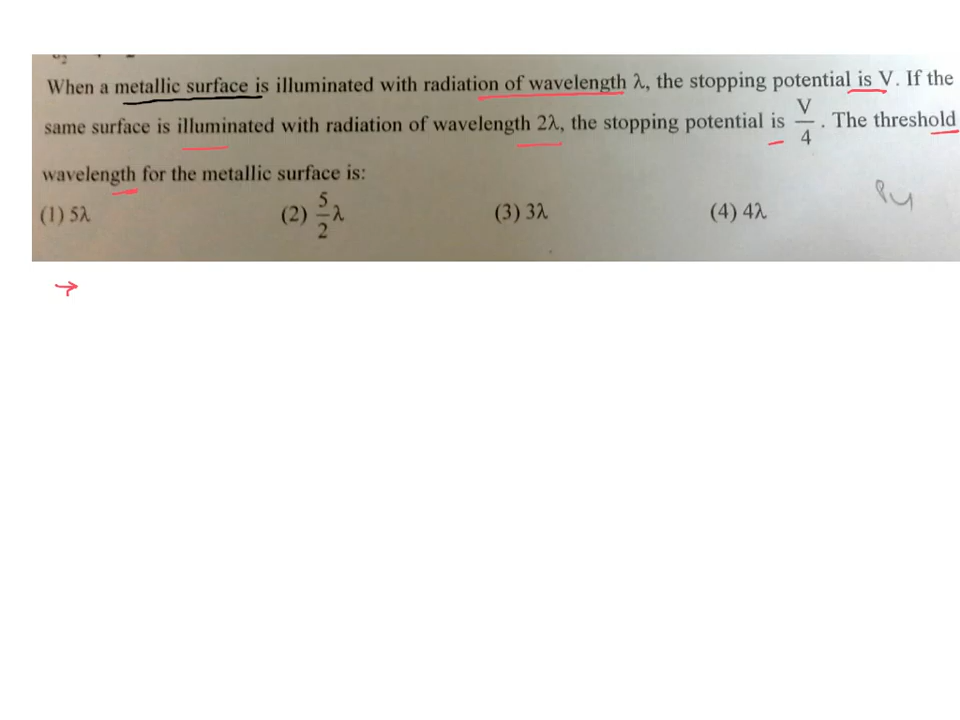 When a metallic surface is illuminated with radiation of wavelength λ, the stopping potential is V. If the
same surface is illuminated with radiation of wavelength 2λ, the stopping potential is V/4. The threshold
wavelength for the metallic surface is:
(1) 5λ (2) 5/2 λ (3) 3λ (4) 4λ